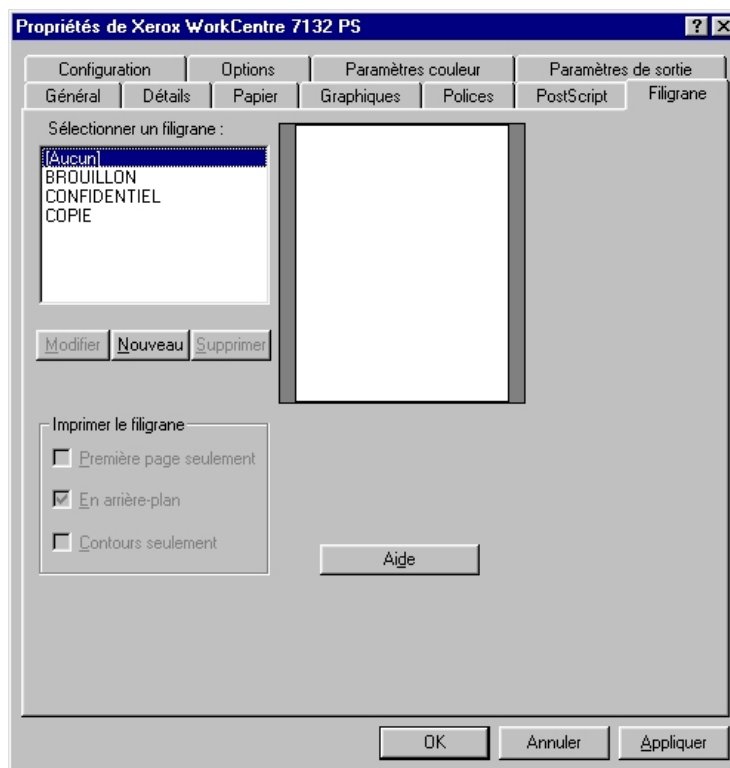 Propriétés de Xerox WorkCentre 7132 PS
Configuration Options Paramètres couleur Paramètres de sortie
Général Détails Papier Graphiques Polices PostScript Filigrane
Sélectionner un filigrane :
[Aucun]
BROUILLON
CONFIDENTIEL
COPIE
Modifier Nouveau Supprimer
Imprimer le filigrane
Première page seulement
En arrière-plan
Contours seulement
Aide
OK Annuler Appliquer